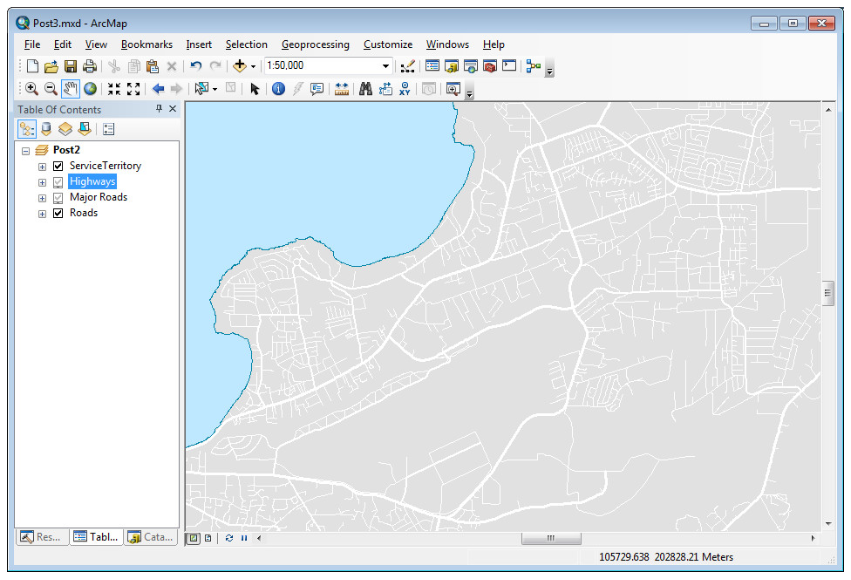 Post3.mxd - ArcMap
File Edit View Bookmarks Insert Selection Geoprocessing Customize Windows Help
1:50,000
Table Of Contents
Post2
ServiceTerritory
Highways
Major Roads
Roads
Res... Tabl... Cata...
105729.638 202828.21 Meters